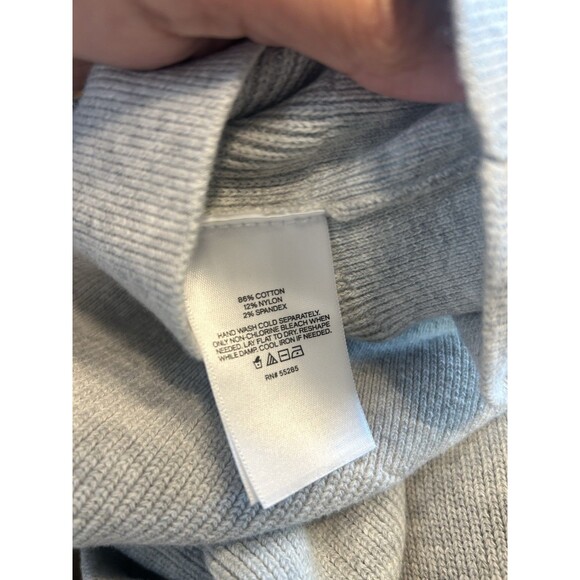 86% COTTON
12% NYLON
2% SPANDEX
HAND WASH COLD SEPARATELY.
ONLY NON-CHLORINE BLEACH WHEN
NEEDED. LAY FLAT TO DRY. RESHAPE
WHILE DAMP. COOL IRON IF NEEDED.
RN# 55285